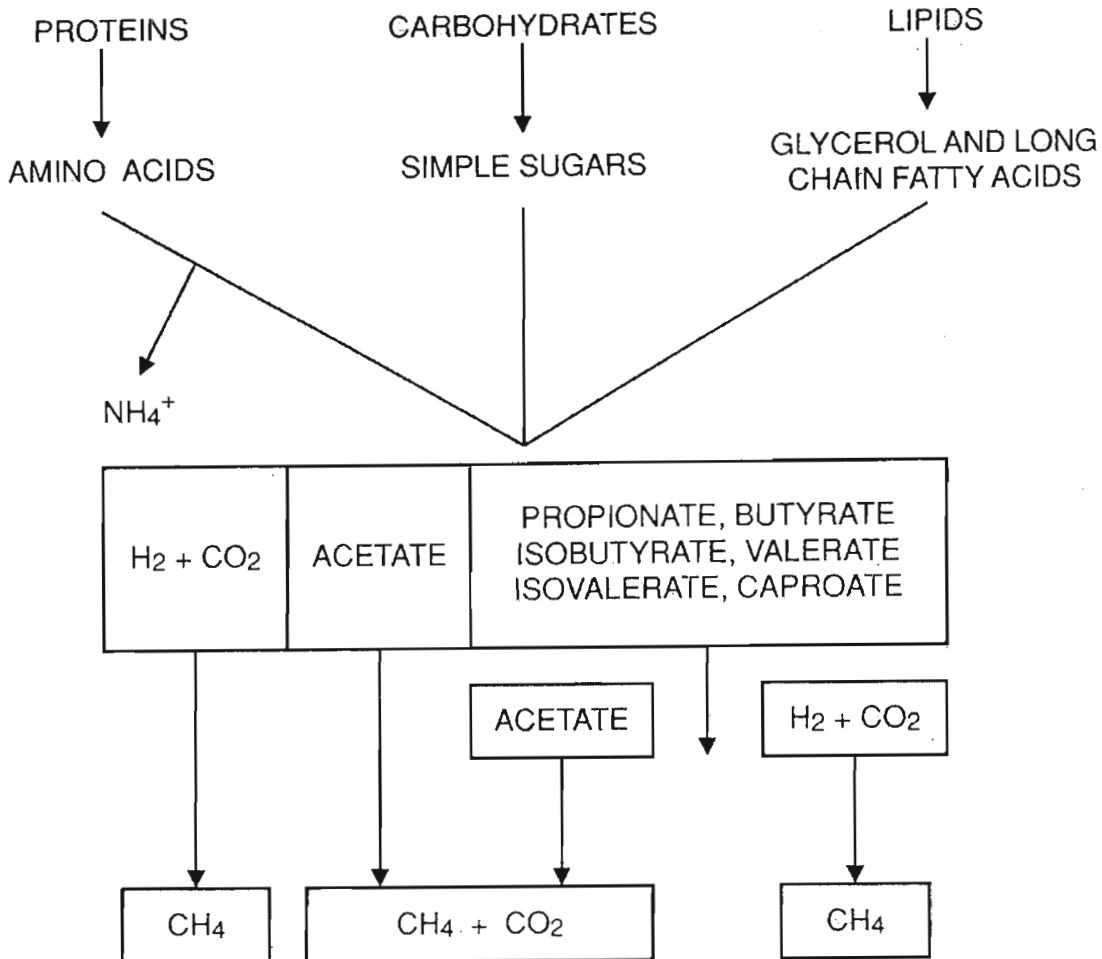 PROTEINS
CARBOHYDRATES
LIPIDS
AMINO ACIDS
SIMPLE SUGARS
GLYCEROL AND LONG
CHAIN FATTY ACIDS
NH₄⁺
H₂ + CO₂
ACETATE
PROPIONATE, BUTYRATE
ISOBUTYRATE, VALERATE
ISOVALERATE, CAPROATE
ACETATE
H₂ + CO₂
CH₄
CH₄ + CO₂
CH₄